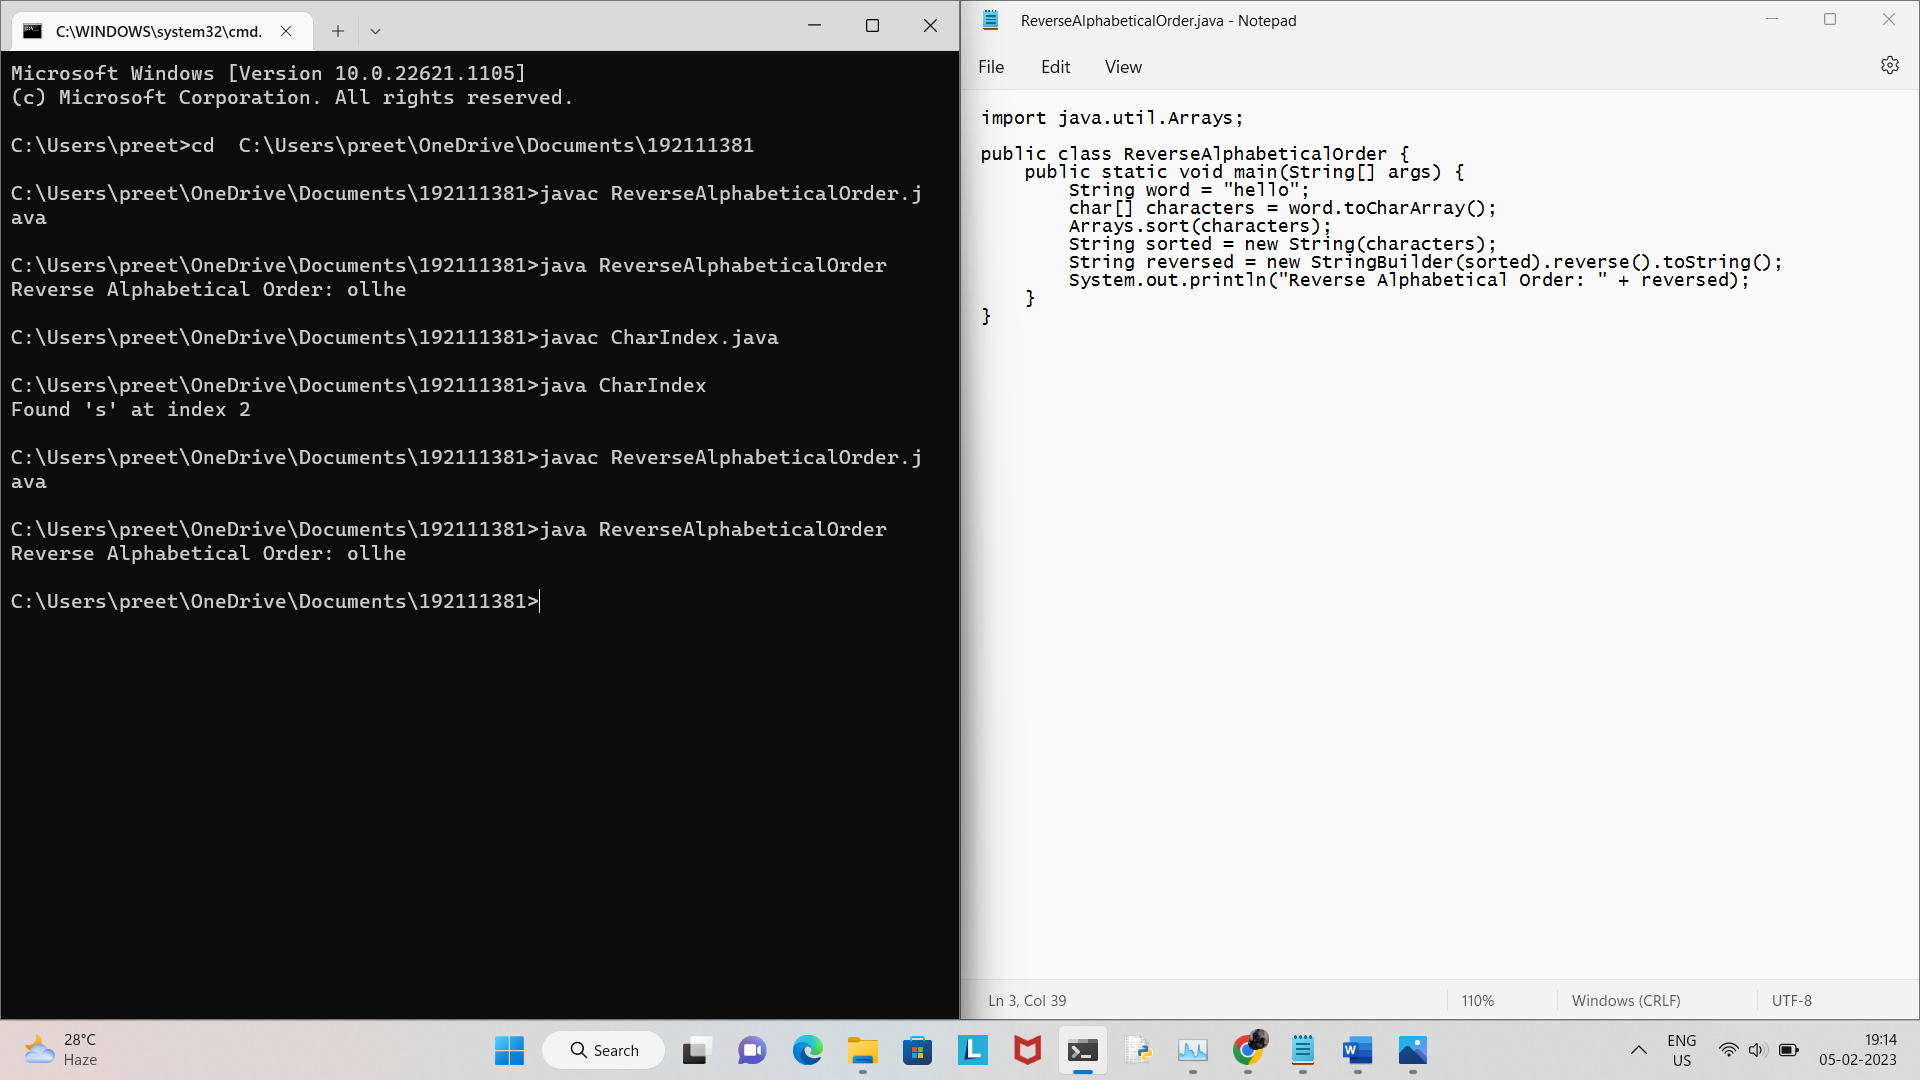 C:\WINDOWS\system32\cmd.
Microsoft Windows [Version 10.0.22621.1105]
(c) Microsoft Corporation. All rights reserved.
C:\Users\preet>cd  C:\Users\preet\OneDrive\Documents\192111381
C:\Users\preet\OneDrive\Documents\192111381>javac ReverseAlphabeticalOrder.j
ava
C:\Users\preet\OneDrive\Documents\192111381>java ReverseAlphabeticalOrder
Reverse Alphabetical Order: ollhe
C:\Users\preet\OneDrive\Documents\192111381>javac CharIndex.java
C:\Users\preet\OneDrive\Documents\192111381>java CharIndex
Found 's' at index 2
C:\Users\preet\OneDrive\Documents\192111381>javac ReverseAlphabeticalOrder.j
ava
C:\Users\preet\OneDrive\Documents\192111381>java ReverseAlphabeticalOrder
Reverse Alphabetical Order: ollhe
C:\Users\preet\OneDrive\Documents\192111381>
ReverseAlphabeticalOrder.java - Notepad
File Edit View
import java.util.Arrays;
public class ReverseAlphabeticalOrder {
    public static void main(String[] args) {
        String word = "hello";
        char[] characters = word.toCharArray();
        Arrays.sort(characters);
        String sorted = new String(characters);
        String reversed = new StringBuilder(sorted).reverse().toString();
        System.out.println("Reverse Alphabetical Order: " + reversed);
    }
}
Ln 3, Col 39 110% Windows (CRLF) UTF-8
28°C
Haze
Search
L
W
ENG
US
19:14
05-02-2023